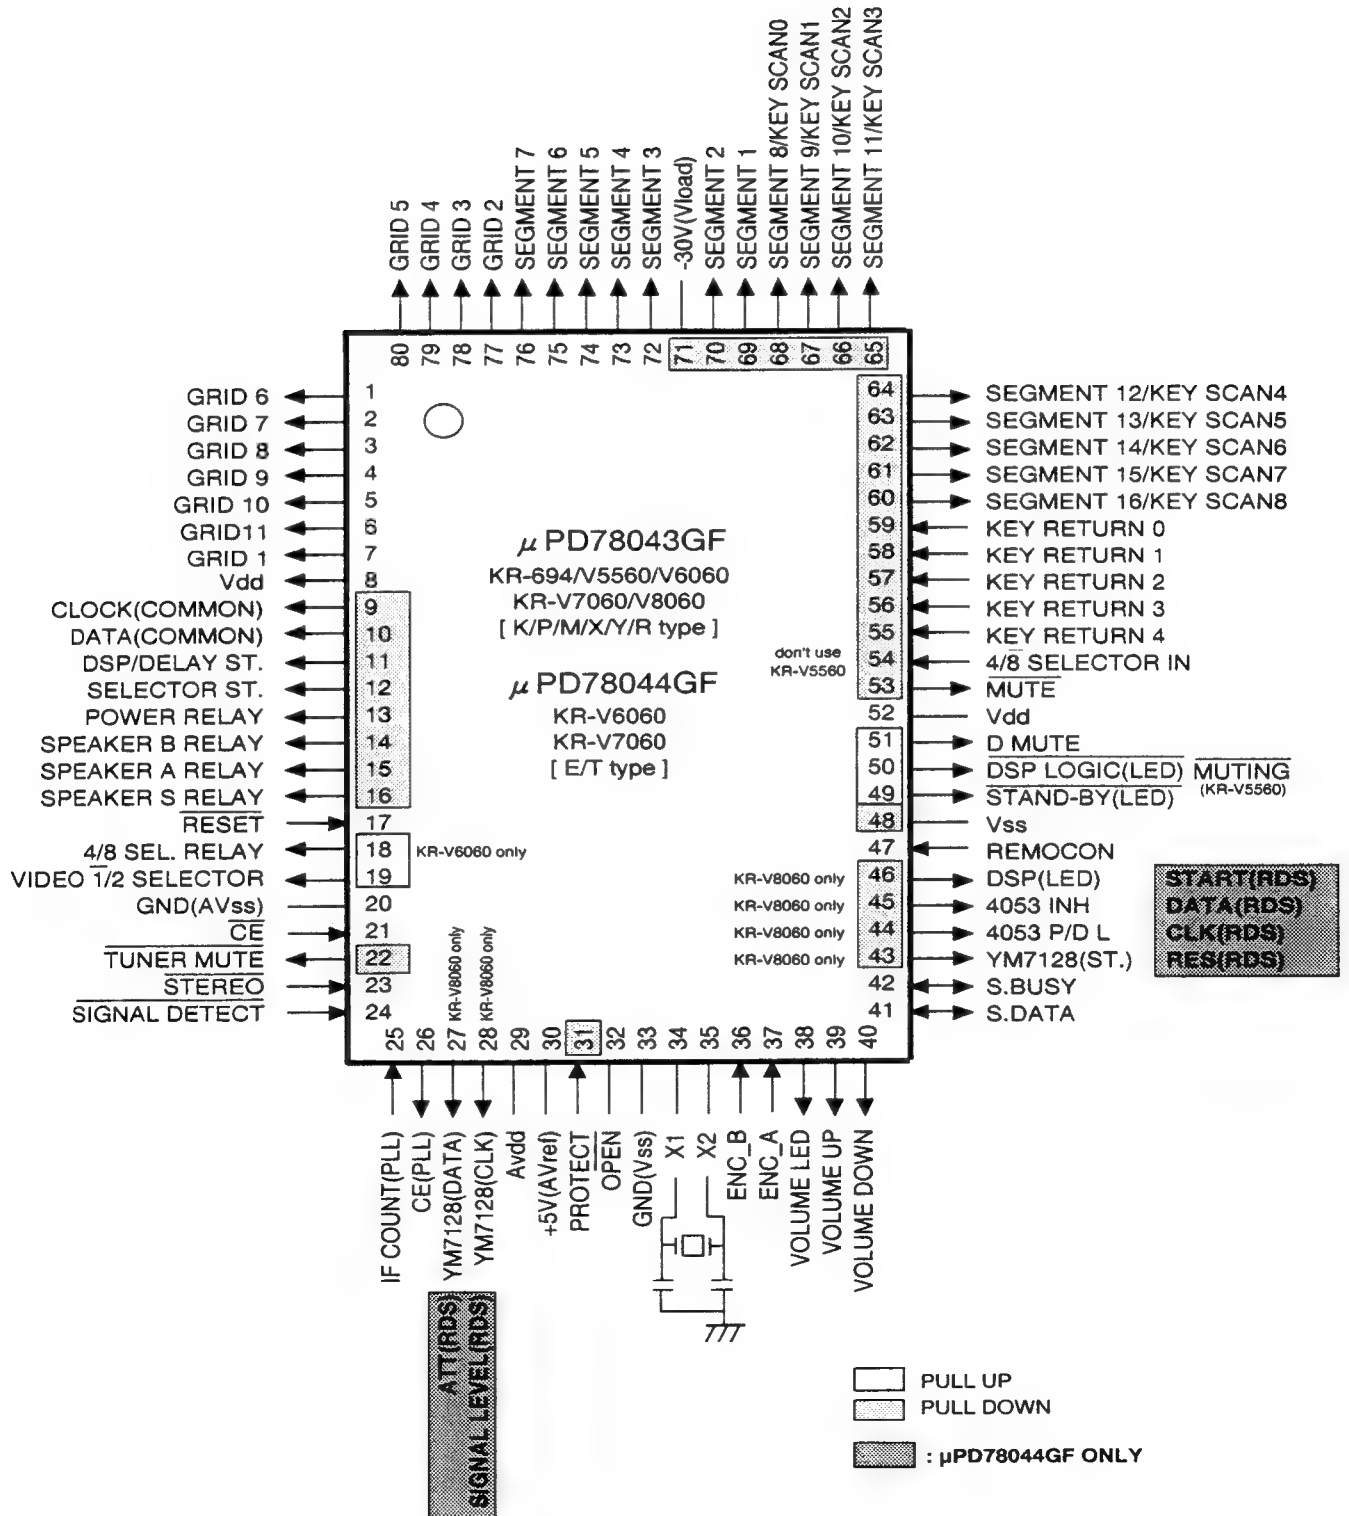 GRID 5
GRID 4
GRID 3
GRID 2
SEGMENT 7
SEGMENT 6
SEGMENT 5
SEGMENT 4
SEGMENT 3
-30V(Vload)
SEGMENT 2
SEGMENT 1
SEGMENT 8/KEY SCAN0
SEGMENT 9/KEY SCAN1
SEGMENT 10/KEY SCAN2
SEGMENT 11/KEY SCAN3
80 79 78 77 76 75 74 73 72 71 70 69 68 67 66 65
GRID 6 1
GRID 7 2
GRID 8 3
GRID 9 4
GRID 10 5
GRID11 6
GRID 1 7
Vdd 8
CLOCK(COMMON) 9
DATA(COMMON) 10
DSP/DELAY ST. 11
SELECTOR ST. 12
POWER RELAY 13
SPEAKER B RELAY 14
SPEAKER A RELAY 15
SPEAKER S RELAY 16
RESET 17
4/8 SEL. RELAY 18 KR-V6060 only
VIDEO 1/2 SELECTOR 19
GND(AVss) 20
CE 21
TUNER MUTE 22
STEREO 23
SIGNAL DETECT 24
μPD78043GF
KR-694/V5560/V6060
KR-V7060/V8060
[ K/P/M/X/Y/R type ]
μPD78044GF
KR-V6060
KR-V7060
[ E/T type ]
64 SEGMENT 12/KEY SCAN4
63 SEGMENT 13/KEY SCAN5
62 SEGMENT 14/KEY SCAN6
61 SEGMENT 15/KEY SCAN7
60 SEGMENT 16/KEY SCAN8
59 KEY RETURN 0
58 KEY RETURN 1
57 KEY RETURN 2
56 KEY RETURN 3
55 KEY RETURN 4
don't use
KR-V5560
54 4/8 SELECTOR IN
53 MUTE
52 Vdd
51 D MUTE
50 DSP LOGIC(LED) MUTING
(KR-V5560)
49 STAND-BY(LED)
48 Vss
47 REMOCON
KR-V8060 only 46 DSP(LED) START(RDS)
KR-V8060 only 45 4053 INH DATA(RDS)
KR-V8060 only 44 4053 P/D L CLK(RDS)
KR-V8060 only 43 YM7128(ST.) RES(RDS)
42 S.BUSY
41 S.DATA
KR-V8060 only
KR-V8060 only
25 26 27 28 29 30 31 32 33 34 35 36 37 38 39 40
IF COUNT(PLL)
CE(PLL)
YM7128(DATA)
YM7128(CLK)
Avdd
+5V(AVref)
PROTECT
OPEN
GND(Vss)
X1
X2
ENC_B
ENC_A
VOLUME LED
VOLUME UP
VOLUME DOWN
ATT(RDS)
SIGNAL LEVEL(RDS)
PULL UP
PULL DOWN
: μPD78044GF ONLY